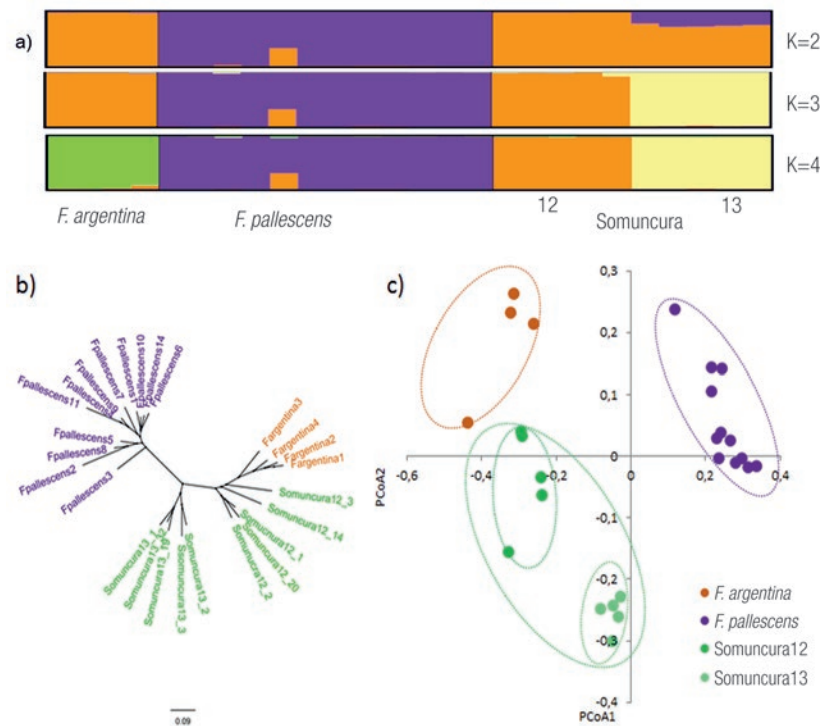 a)
K=2
K=3
K=4
F. argentina
F. pallescens
12
Somuncura
13
b)
Fpallescens11
Fpallescens7
Fpallescens10
Fpallescens14
Fpallescens6
Fpallescens5
Fpallescens8
Fpallescens2
Fpallescens3
Fargentina3
Fargentina4
Fargentina2
Fargentina1
Somuncura12_3
Somuncura12_14
Somuncura12_20
Somuncura13_2
0.09
c)
0,3
0,2
0,1
0
-0,1
-0,2
-0,3
-0,4
-0,6
-0,4
-0,2
0
0,2
0,4
PCoA2
PCoA1
F. argentina
F. pallescens
Somuncura12
Somuncura13